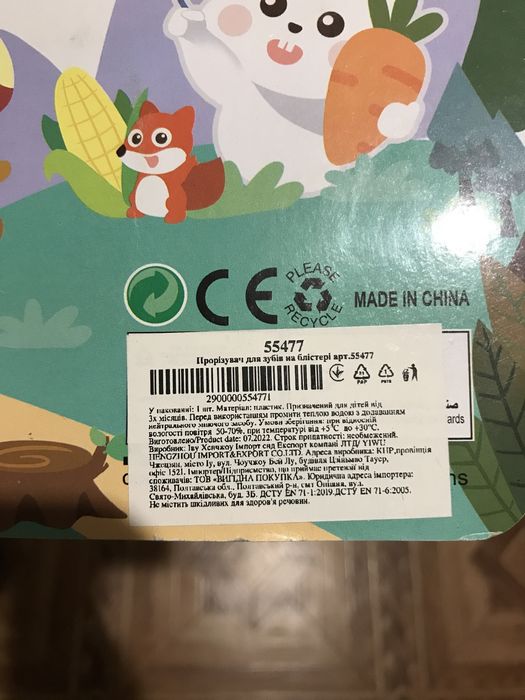 CE
PLEASE RECYCLE
MADE IN CHINA
55477
Прорізувач для зубів на блістері арт.55477
2900000554771
PAP
У пакованні: 1 шт. Матеріал: пластик. Призначений для дітей від
3х місяців. Перед використанням промити теплою водою з додаванням
нейтрального миючого засобу. Умови зберігання: при відносній
вологості повітря 50-70%, при температурі від +5°С до +30°С.
Виготовлено/Product date: 07.2022. Строк придатності: необмежений.
Виробник: Іву Хенчжоу Імпорт енд Експорт компані ЛТД/ YIWU
HENGZHOU IMPORT&EXPORT CO.LTD. Адреса виробника: КНР,провінція
Чжецзян, місто Іу, вул. Чоучжоу Бей Лу, будівля Цзіньмао Тауер,
офіс 1521. Імпортер/Підприємство, що приймає претензії від
споживачів: ТОВ «ВИГІДНА ПОКУПКА». Юридична адреса імпортера:
38164, Полтавська обл., Полтавський р-н, смт Опішня, вул.
Свято-Михайлівська, буд. 3Б. ДСТУ EN 71-1:2019.ДСТУ EN 71-6:2005.
Не містить шкідливих для здоров'я речовин.
ards
ns